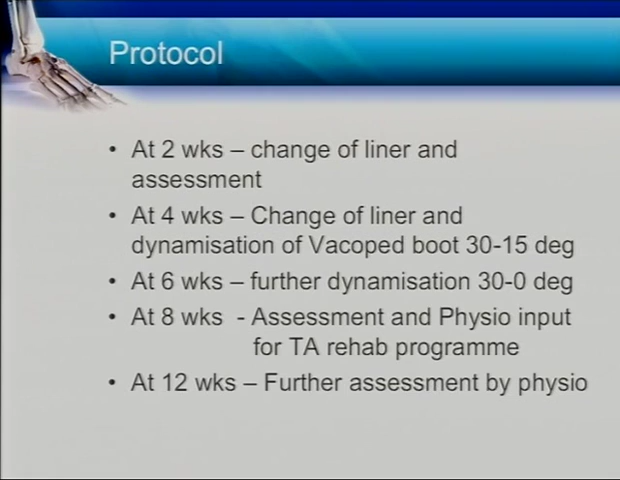 Protocol
• At 2 wks – change of liner and
assessment
• At 4 wks – Change of liner and
dynamisation of Vacoped boot 30-15 deg
• At 6 wks – further dynamisation 30-0 deg
• At 8 wks - Assessment and Physio input
for TA rehab programme
• At 12 wks – Further assessment by physio